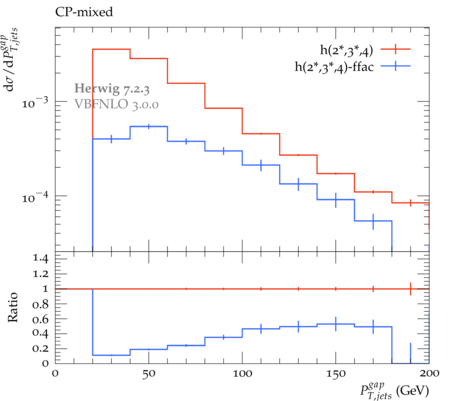 CP-mixed
dσ/dP_{T,jets}^{gap}
h(2*,3*,4)
h(2*,3*,4)-ffac
Herwig 7.2.3
VBFNLO 3.0.0
10^{−3}
10^{−4}
Ratio
1.4
1.2
1
0.8
0.6
0.4
0.2
0
0 50 100 150 200
P_{T,jets}^{gap} (GeV)